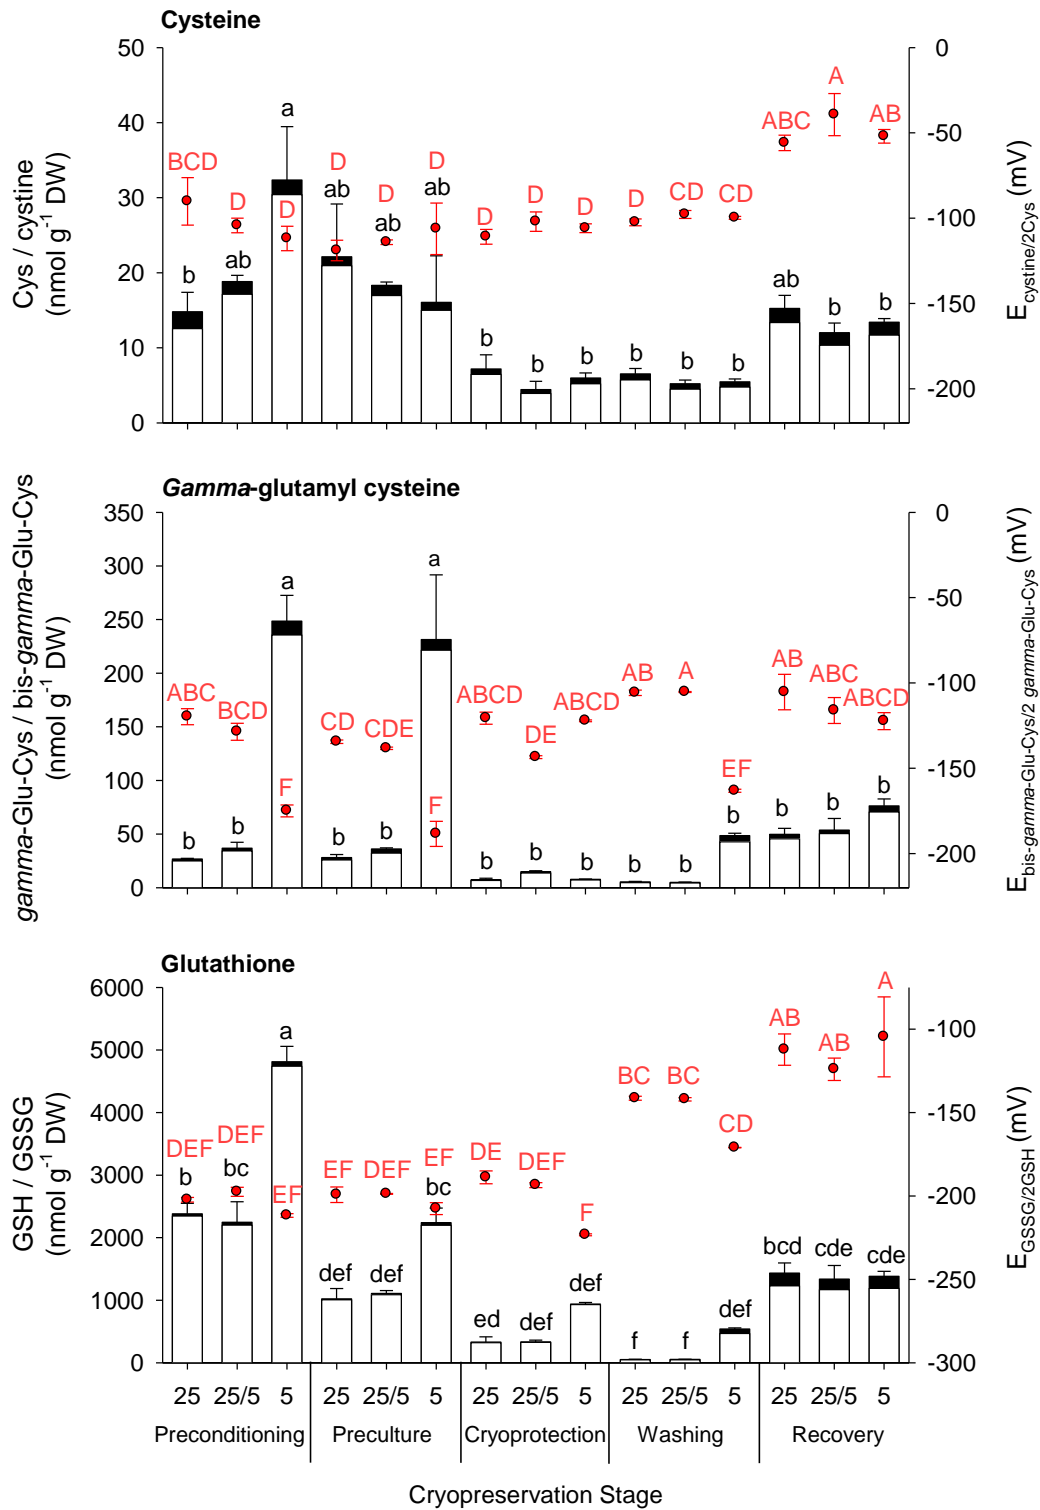 Cysteine
50
0
40
-50
30
-100
20
-150
10
-200
0
Cys / cystine
(nmol g-1 DW)
E cystine/2Cys (mV)
BCD D D D D D D D D D CD CD ABC A AB
b ab a ab ab ab b b b b b b ab b b
Gamma-glutamyl cysteine
350
0
300
-50
250
200
-100
150
-150
100
50
-200
0
gamma-Glu-Cys / bis-gamma-Glu-Cys
(nmol g-1 DW)
E bis-gamma-Glu-Cys/2 gamma-Glu-Cys (mV)
ABC BCD F CD CDE F ABCD DE ABCD AB A EF AB ABC ABCD
b b a b b a b b b b b b b b b
Glutathione
6000
-100
5000
-150
4000
3000
-200
2000
-250
1000
0
-300
GSH / GSSG
(nmol g-1 DW)
E GSSG/2GSH (mV)
DEF DEF EF EF DEF EF DE DEF F BC BC CD AB AB A
b bc a def def bc ed def def f f def bcd cde cde
25 25/5 5 25 25/5 5 25 25/5 5 25 25/5 5 25 25/5 5
Preconditioning Preculture Cryoprotection Washing Recovery
Cryopreservation Stage